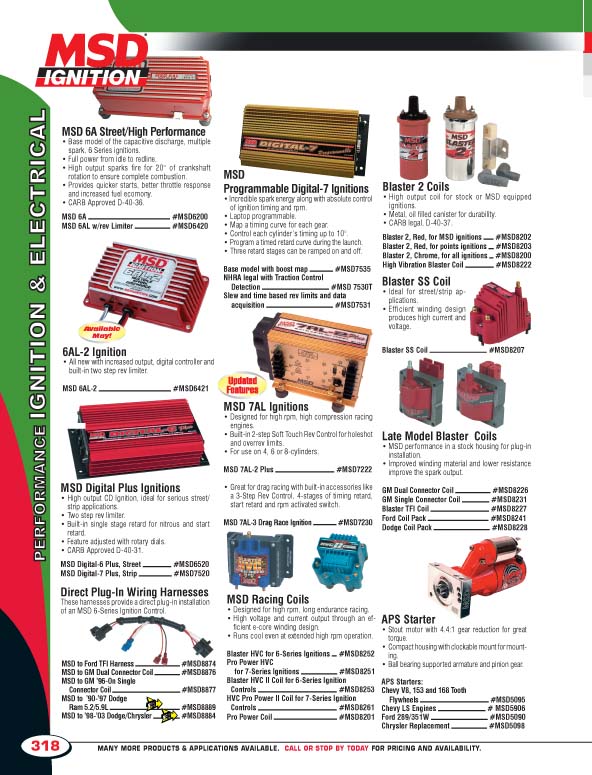 MSD
IGNITION
PERFORMANCE IGNITION & ELECTRICAL
MSD 6A Street/High Performance
• Base model of the capacitive discharge, multiple
spark, 6 Series ignitions.
• Full power from idle to redline.
• High output sparks fire for 20° of crankshaft
rotation to ensure complete combustion.
• Provides quicker starts, better throttle response
and increased fuel ecomony.
• CARB Approved D-40-36.
MSD 6A #MSD6200
MSD 6AL w/rev Limiter #MSD6420
MSD
IGNITION
Available
May!
6AL-2 Ignition
• All new with increased output, digital controller and
built-in two step rev limiter.
MSD 6AL-2 #MSD6421
MSD Digital Plus Ignitions
• High output CD Ignition, ideal for serious street/
strip applications.
• Two step rev limiter.
• Built-in single stage retard for nitrous and start
retard.
• Feature adjusted with rotary dials.
• CARB Approved D-40-31.
MSD Digital-6 Plus, Street #MSD6520
MSD Digital-7 Plus, Strip #MSD7520
Direct Plug-In Wiring Harnesses
These harnesses provide a direct plug-in installation
of an MSD 6-Series Ignition Control.
MSD to Ford TFI Harness #MSD8874
MSD to GM Dual Connector Coil #MSD8876
MSD to GM '96-On Single
Connector Coil #MSD8877
MSD to '90-'97 Dodge
Ram 5.2/5.9L #MSD8889
MSD to '98-'03 Dodge/Chrysler #MSD8884
DIGITAL-7
Programmable
MSD
Programmable Digital-7 Ignitions
• Incredible spark energy along with absolute control
of ignition timing and rpm.
• Laptop programmable.
• Map a timing curve for each gear.
• Control each cylinder's timing up to 10°.
• Program a timed retard curve during the launch.
• Three retard stages can be ramped on and off.
Base model with boost map #MSD7535
NHRA legal with Traction Control
Detection #MSD 7530T
Slew and time based rev limits and data
acquisition #MSD7531
Updated
Features
MSD 7AL Ignitions
• Designed for high rpm, high compression racing
engines.
• Built-in 2-step Soft Touch Rev Control for holeshot
and overrev limits.
• For use on 4, 6 or 8-cylinders.
MSD 7AL-2 Plus #MSD7222
• Great for drag racing with built-in accessories like
a 3-Step Rev Control, 4-stages of timing retard,
start retard and rpm activated switch.
MSD 7AL-3 Drag Race Ignition #MSD7230
MSD Racing Coils
• Designed for high rpm, long endurance racing.
• High voltage and current output through an ef-
ficient e-core winding design.
• Runs cool even at extended high rpm operation.
Blaster HVC for 6-Series Ignitions #MSD8252
Pro Power HVC
for 7-Series Ignitions #MSD8251
Blaster HVC II Coil for 6-Series Ignition
Controls #MSD8253
HVC Pro Power II Coil for 7-Series Ignition
Controls #MSD8261
Pro Power Coil #MSD8201
MSD
BLASTER
2
Blaster 2 Coils
• High output coil for stock or MSD equipped
ignitions.
• Metal, oil filled canister for durability.
• CARB legal. D-40-37.
Blaster 2, Red, for MSD ignitions #MSD8202
Blaster 2, Red, for points ignitions #MSD8203
Blaster 2, Chrome, for all ignitions #MSD8200
High Vibration Blaster Coil #MSD8222
Blaster SS Coil
• Ideal for street/strip ap-
plications.
• Efficient winding design
produces high current and
voltage.
Blaster SS Coil #MSD8207
Late Model Blaster Coils
• MSD performance in a stock housing for plug-in
installation.
• Improved winding material and lower resistance
improve the spark output.
GM Dual Connector Coil #MSD8226
GM Single Connector Coil #MSD8231
Blaster TFI Coil #MSD8227
Ford Coil Pack #MSD8241
Dodge Coil Pack #MSD8228
APS Starter
• Stout motor with 4.4:1 gear reduction for great
torque.
• Compact housing with clockable mount for mount-
ing.
• Ball bearing supported armature and pinion gear.
APS Starters:
Chevy V8, 153 and 168 Tooth
Flywheels #MSD5095
Chevy LS Engines # MSD5906
Ford 289/351W #MSD5090
Chrysler Replacement #MSD5098
318
MANY MORE PRODUCTS & APPLICATIONS AVAILABLE. CALL OR STOP BY TODAY FOR PRICING AND AVAILABILITY.